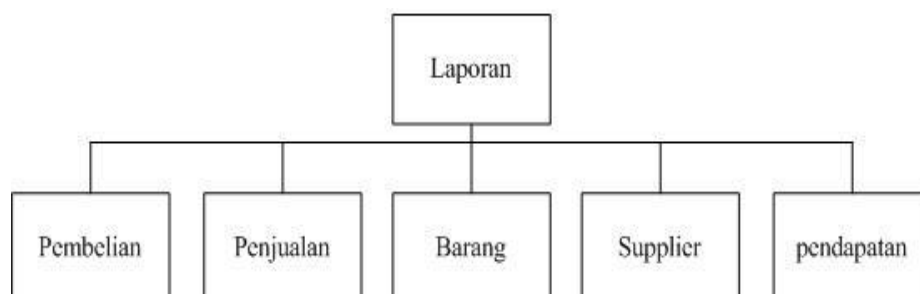 Laporan
Pembelian
Penjualan
Barang
Supplier
pendapatan